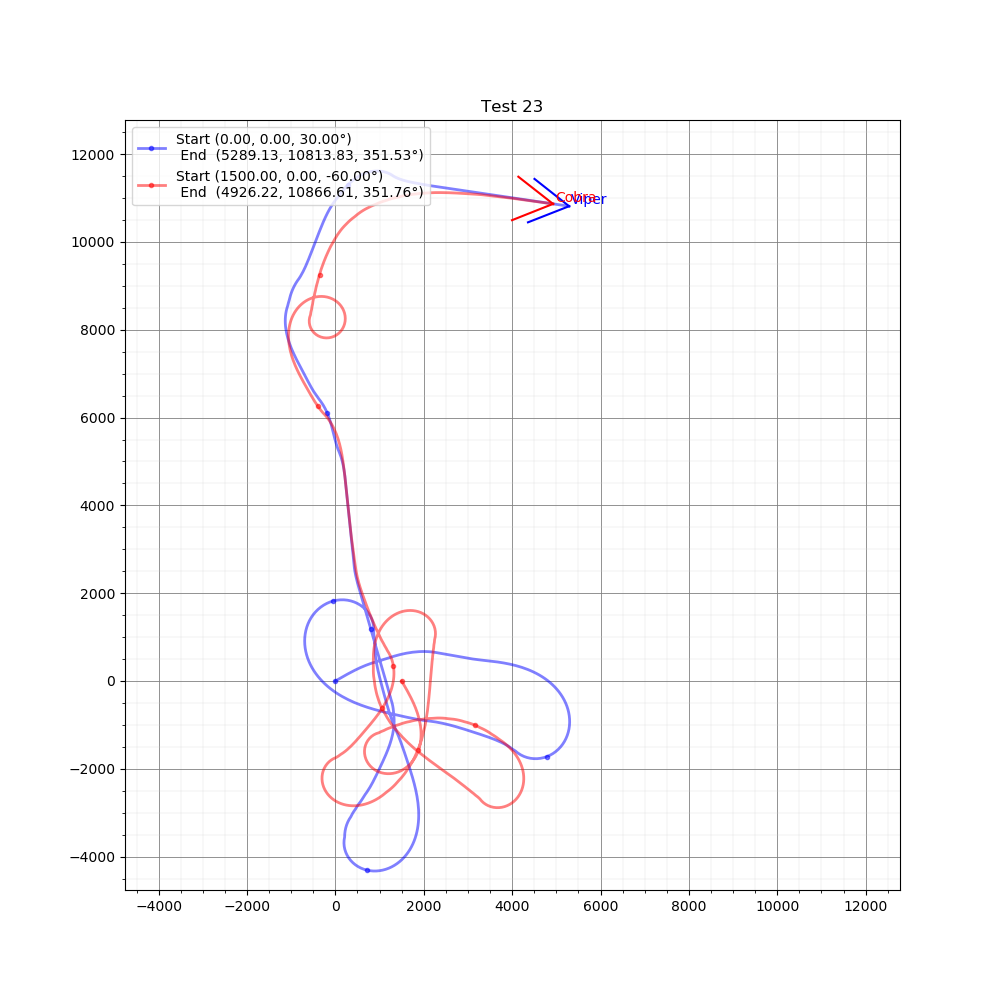 Test 23
Start (0.00, 0.00, 30.00°)
End (5289.13, 10813.83, 351.53°)
Start (1500.00, 0.00, -60.00°)
End (4926.22, 10866.61, 351.76°)
Cobra
Viper
12000
10000
8000
6000
4000
2000
0
−2000
−4000
−4000 −2000 0 2000 4000 6000 8000 10000 12000